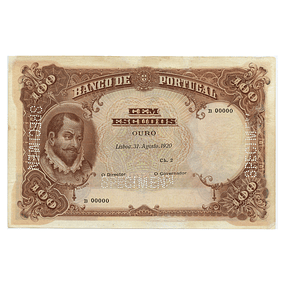 100 BANCO DE PORTUGAL 100
D 00000
CEM
ESCUDOS
OURO
Lisboa, 31 Agosto, 1920
Ch. 2
O Director O Governador
SPECIMEN
D 00000
100 100